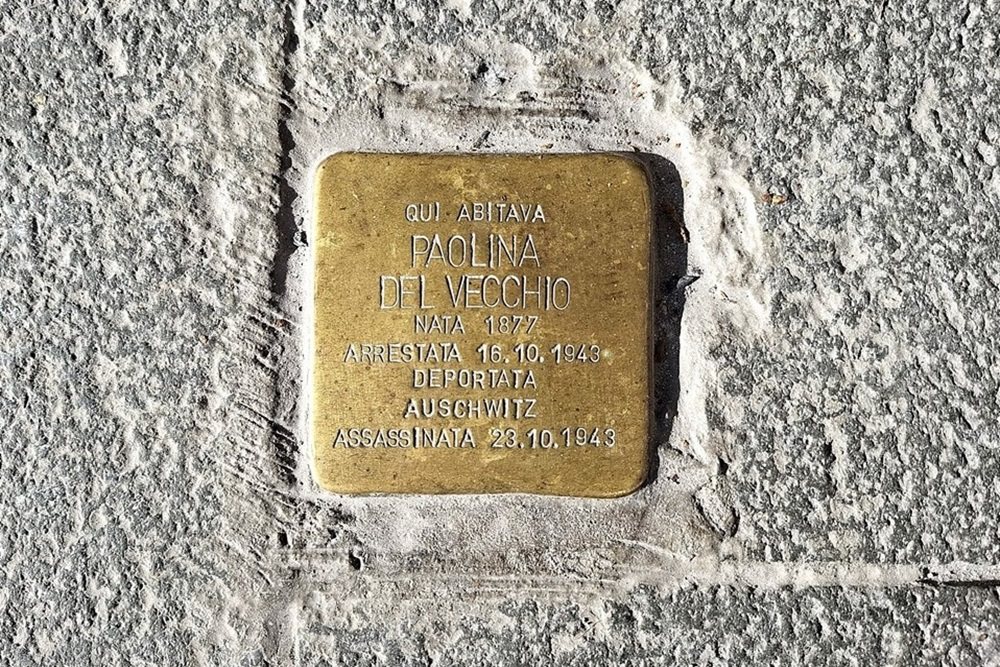 QUI ABITAVA
PAOLINA
DEL VECCHIO
NATA 1877
ARRESTATA 16.10.1943
DEPORTATA
AUSCHWITZ
ASSASSINATA 23.10.1943